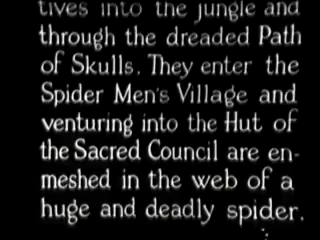 tives into the jungle and
through the dreaded Path
of Skulls. They enter the
Spider Men's Village and
venturing into the Hut of
the Sacred Council are en-
meshed in the web of a
huge and deadly spider.